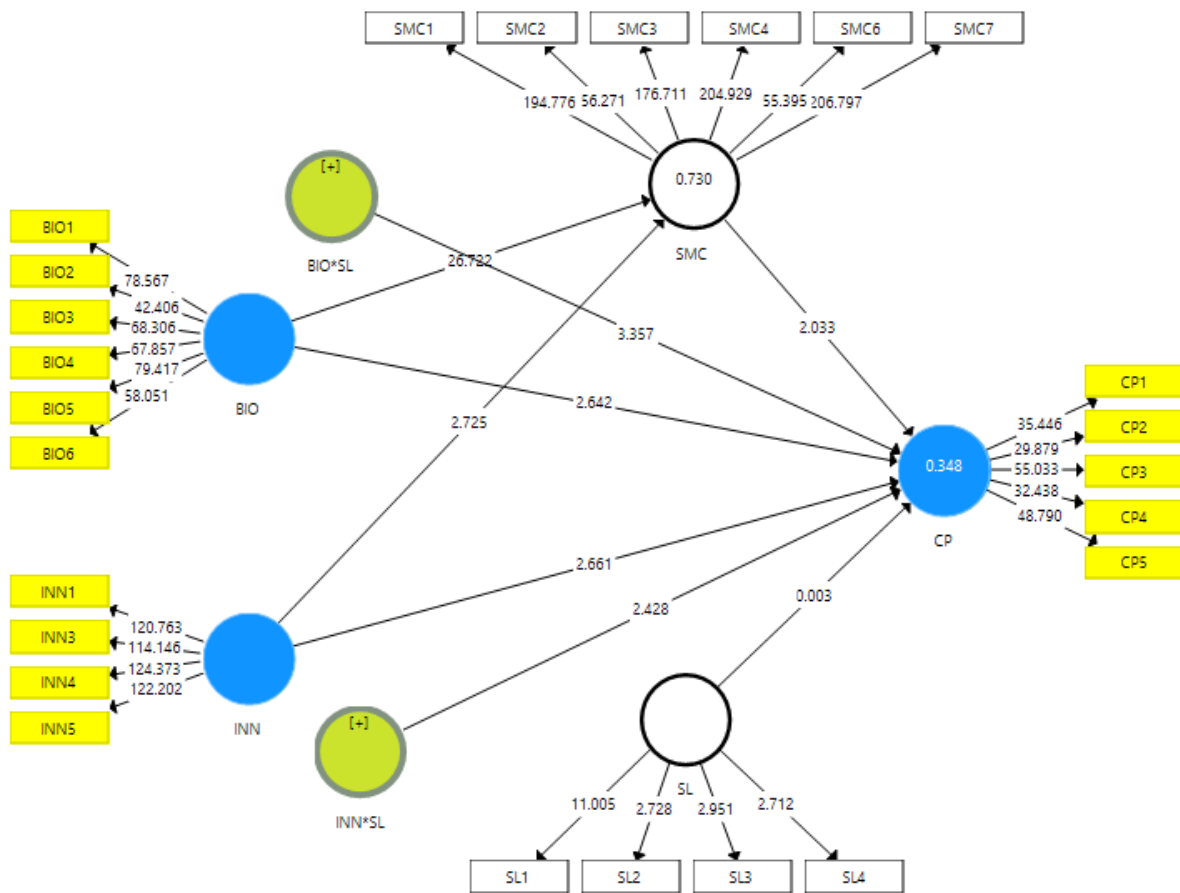 SMC1
SMC2
SMC3
SMC4
SMC6
SMC7
194.776
56.271
176.711
204.929
55.395
206.797
[+]
BIO*SL
0.730
SMC
BIO1
BIO2
BIO3
BIO4
BIO5
BIO6
78.567
42.406
68.306
67.857
79.417
58.051
BIO
26.722
3.357
2.033
2.642
2.725
0.348
CP
35.446
29.879
55.033
32.438
48.790
CP1
CP2
CP3
CP4
CP5
INN1
INN3
INN4
INN5
120.763
114.146
124.373
122.202
INN
2.661
2.428
0.003
[+]
INN*SL
SL
11.005
2.728
2.951
2.712
SL1
SL2
SL3
SL4